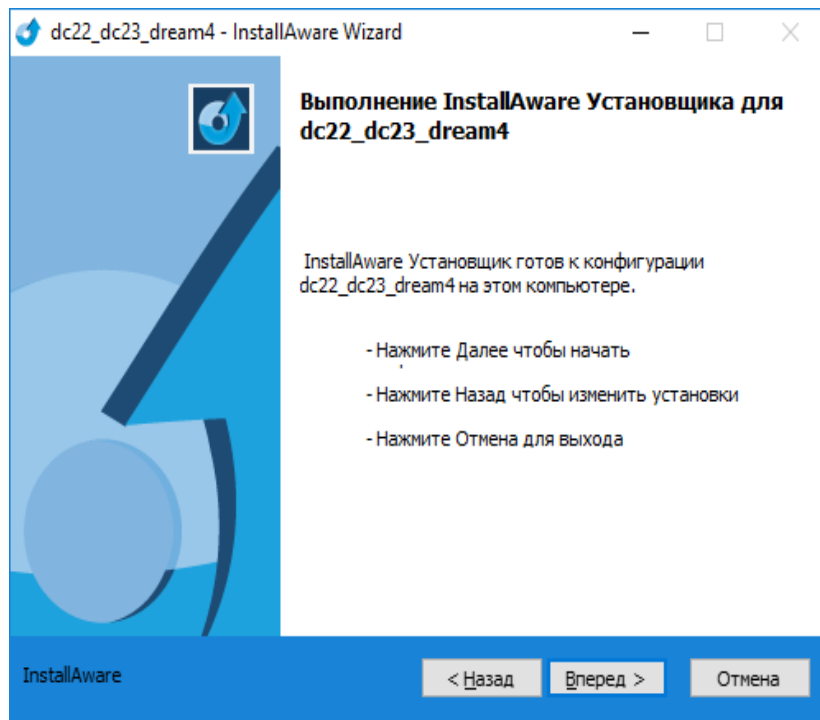 dc22_dc23_dream4 - InstallAware Wizard
Выполнение InstallAware Установщика для
dc22_dc23_dream4
InstallAware Установщик готов к конфигурации
dc22_dc23_dream4 на этом компьютере.
- Нажмите Далее чтобы начать
- Нажмите Назад чтобы изменить установки
- Нажмите Отмена для выхода
InstallAware
< Назад
Вперед >
Отмена